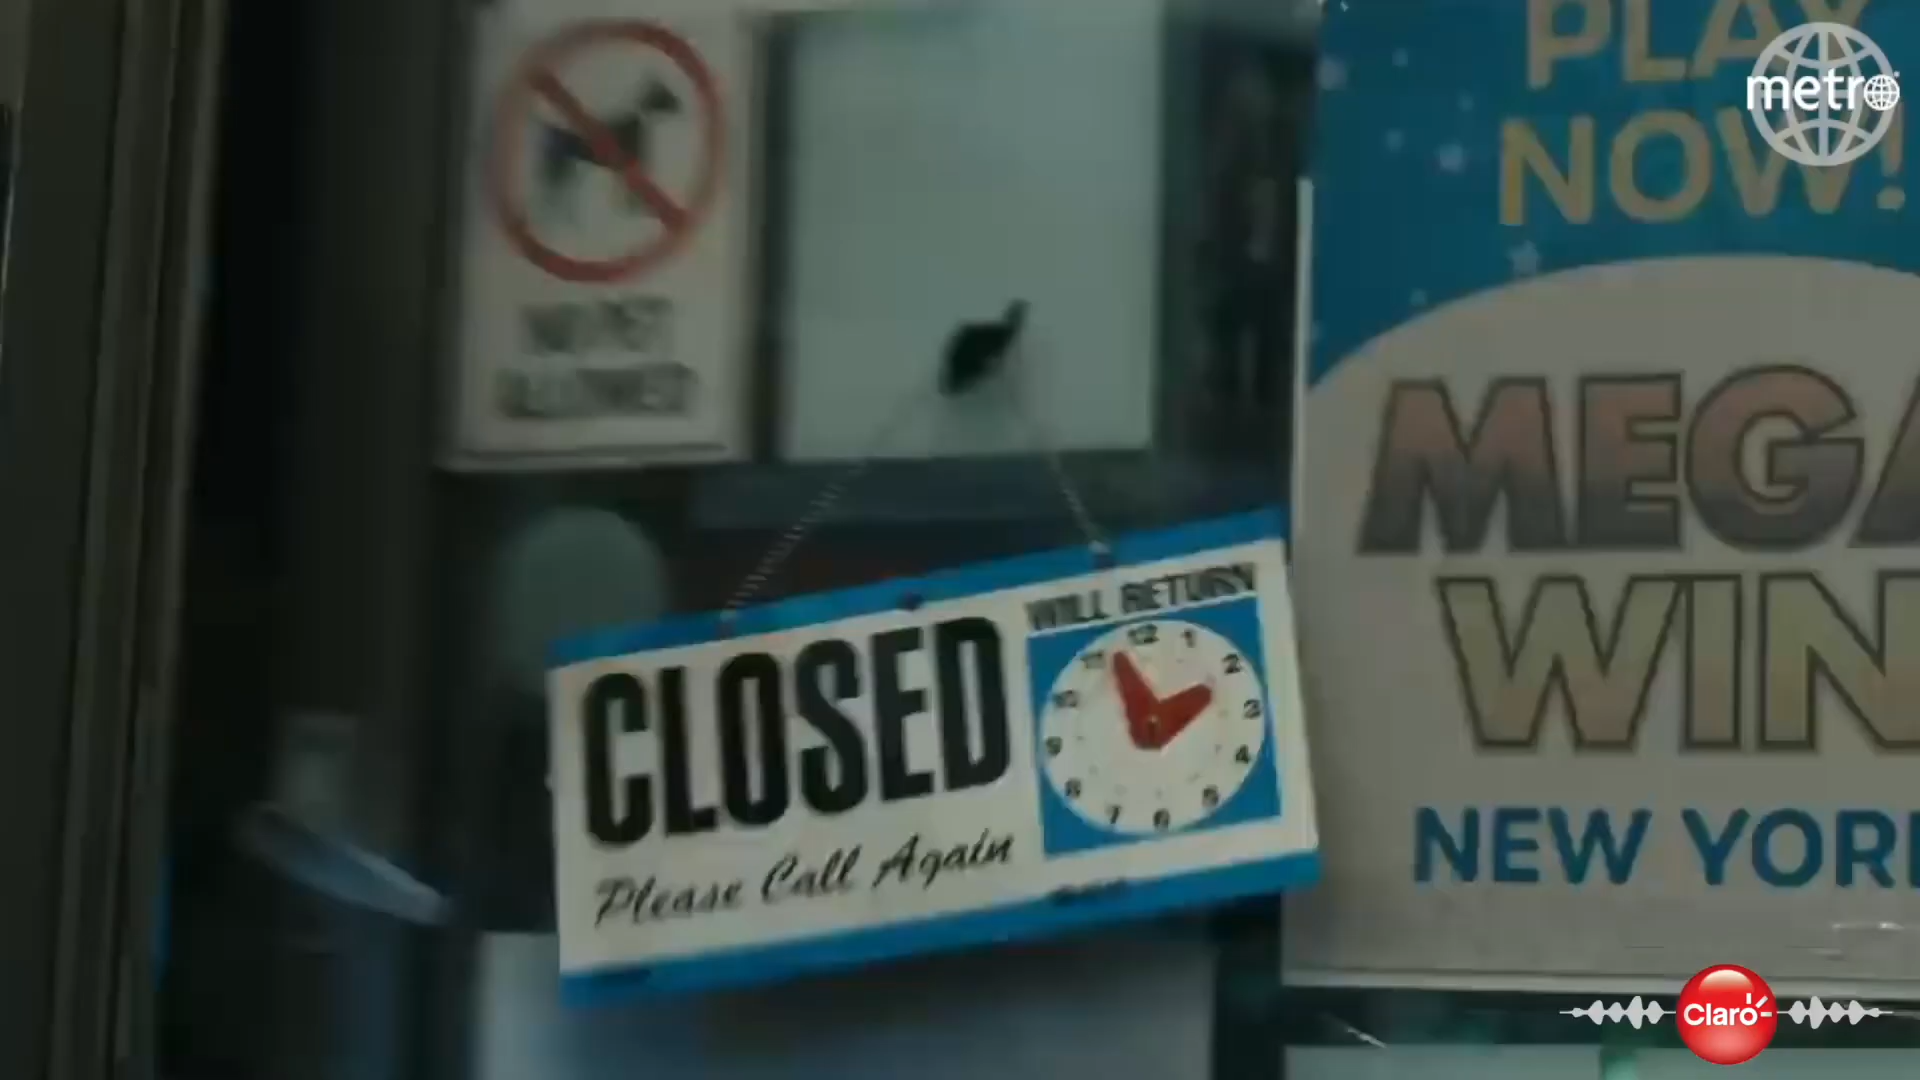 NO PET
ALLOWED
CLOSED
Please Call Again
WILL RETURN
12
1
2
3
4
5
6
7
8
9
10
11
PLAY
NOW!
MEGA
WIN
NEW YOR
metro
Claro